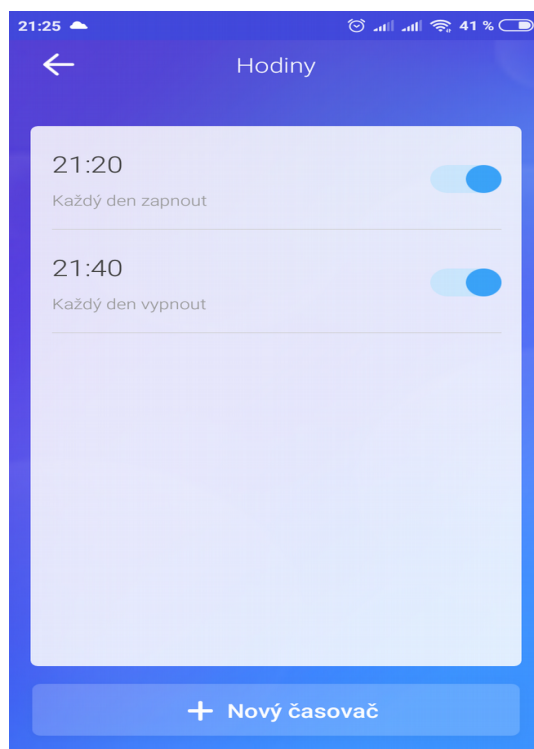 21:25 41 %
Hodiny
21:20
Každý den zapnout
21:40
Každý den vypnout
+ Nový časovač